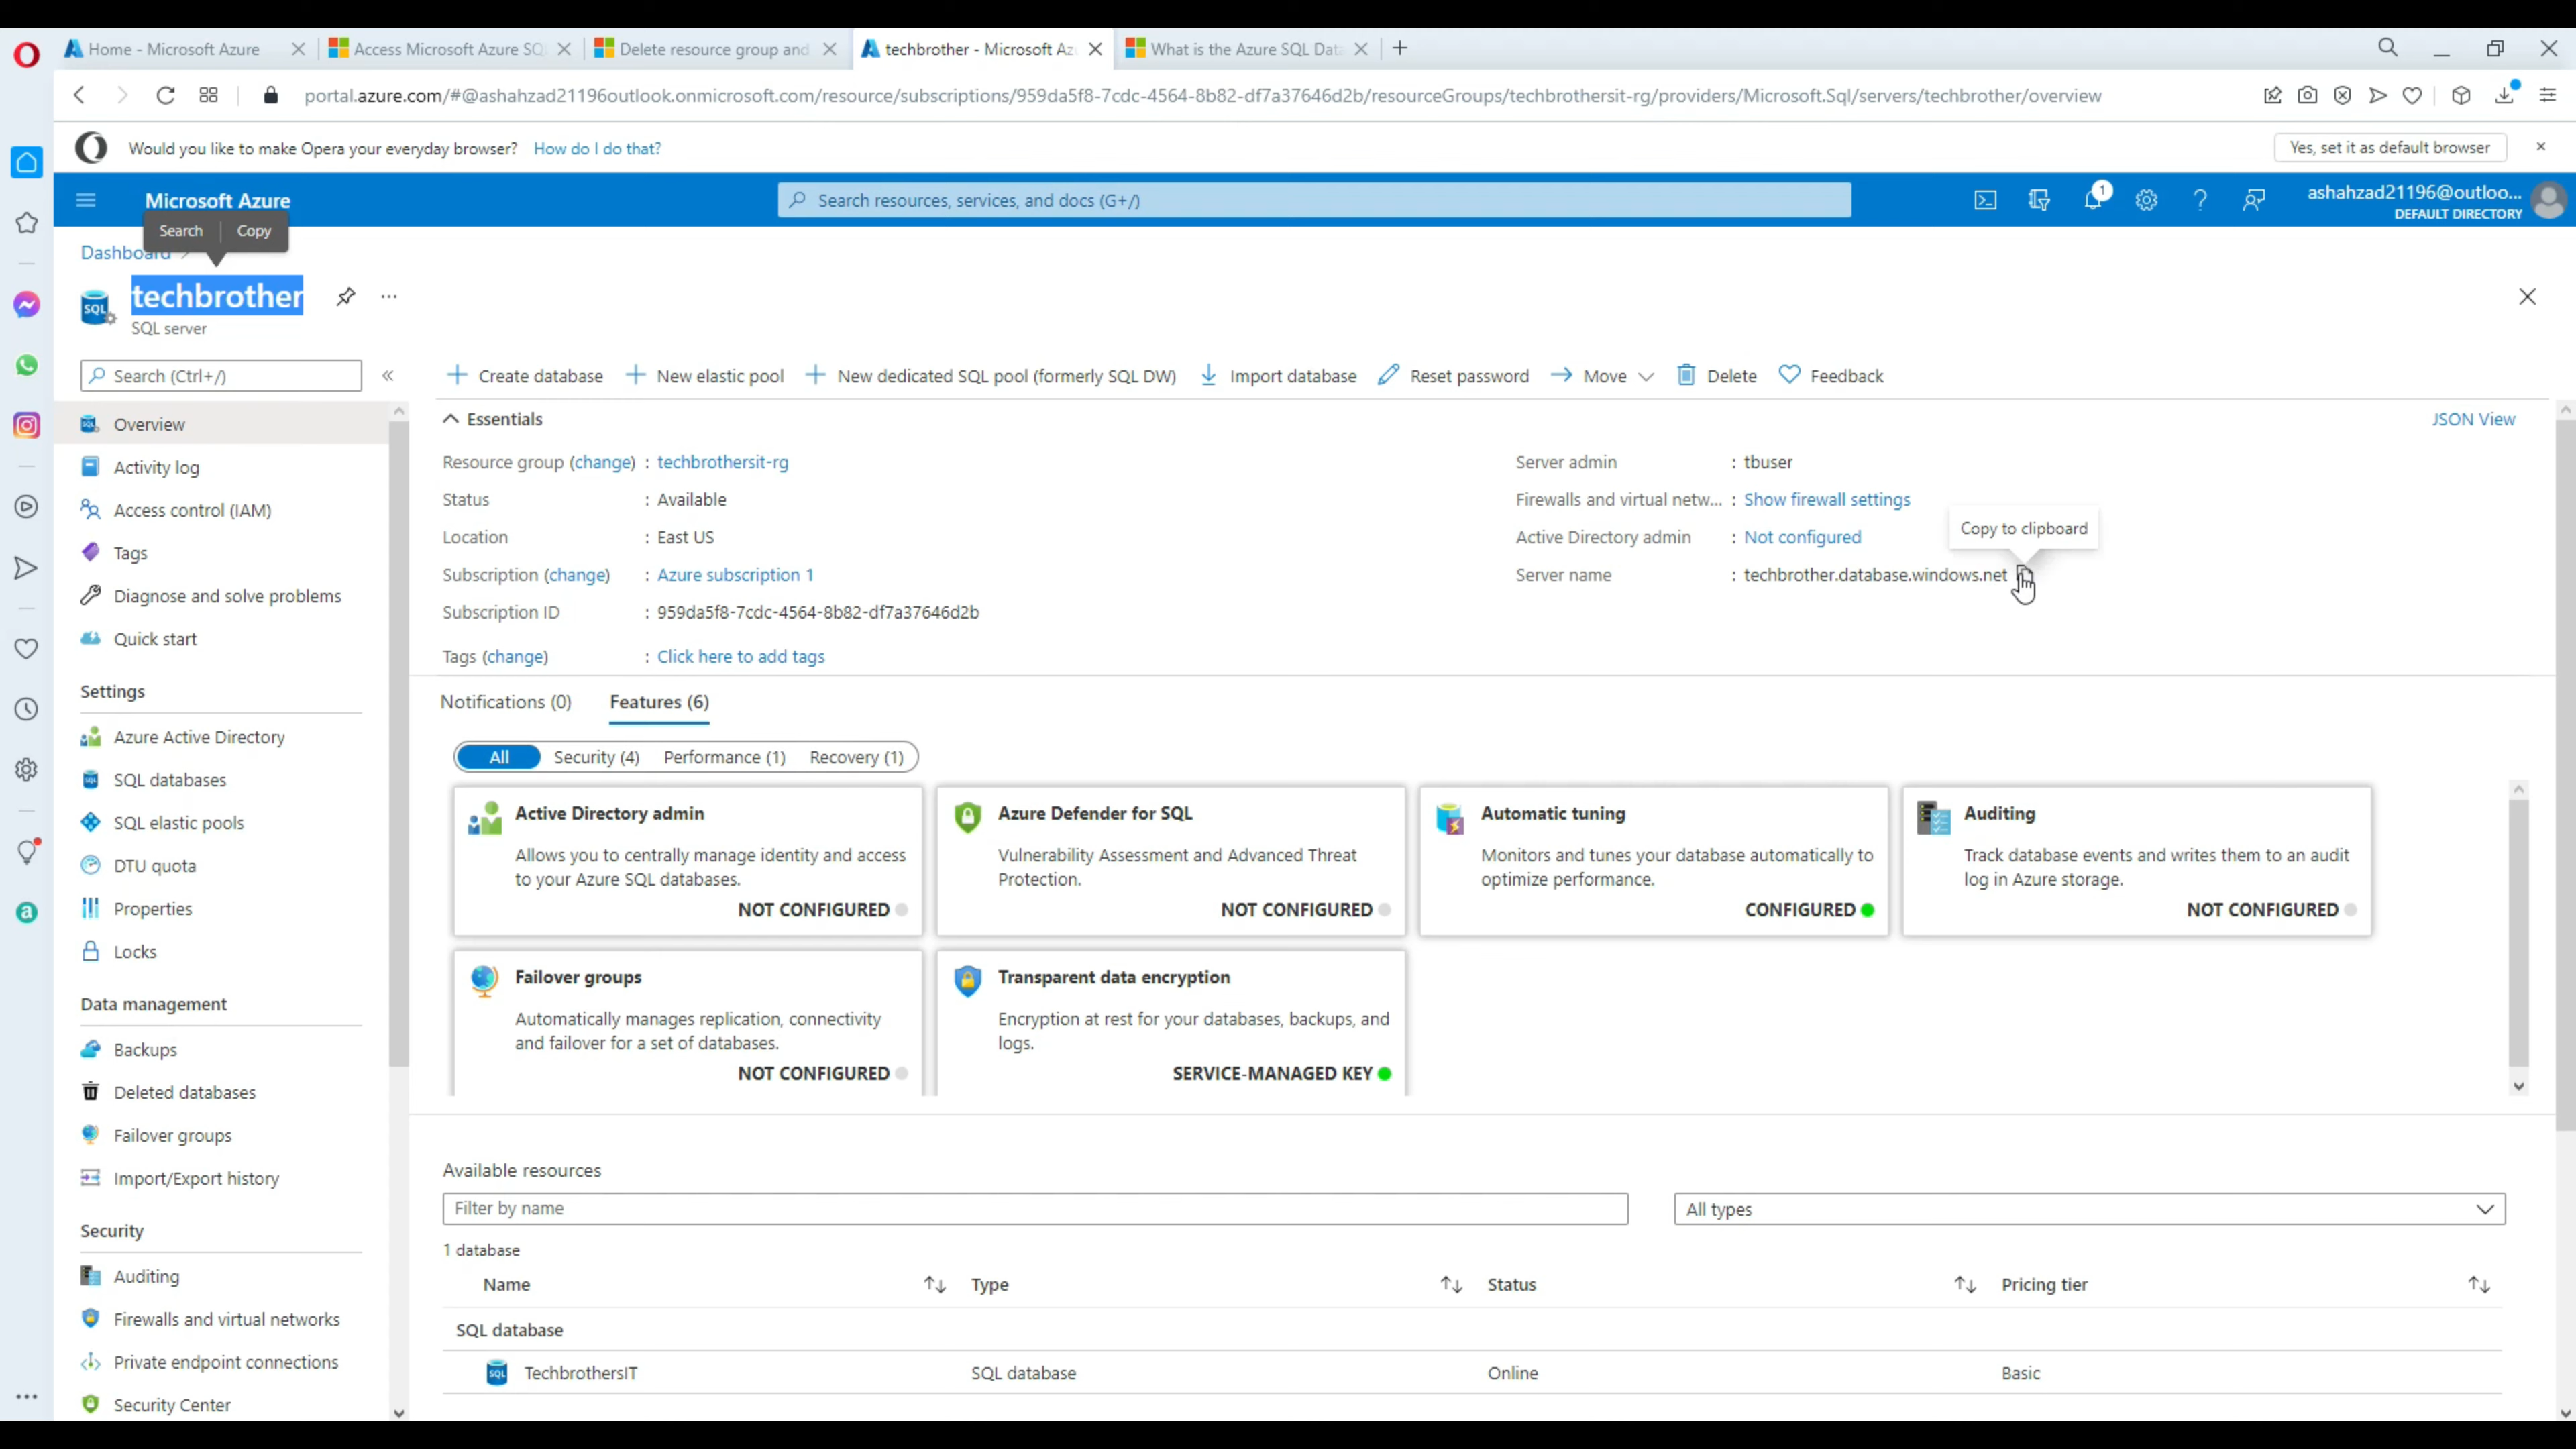 Home - Microsoft Azure
Access Microsoft Azure SQ
Delete resource group and
techbrother - Microsoft Az
What is the Azure SQL Dat
portal.azure.com/#@ashahzad21196outlook.onmicrosoft.com/resource/subscriptions/959da5f8-7cdc-4564-8b82-df7a37646d2b/resourceGroups/techbrothersit-rg/providers/Microsoft.Sql/servers/techbrother/overview
Would you like to make Opera your everyday browser? How do I do that?
Yes, set it as default browser
Microsoft Azure
Search resources, services, and docs (G+/)
1
ashahzad21196@outloo...
DEFAULT DIRECTORY
Search
Copy
Dashboard
techbrother
SQL server
Search (Ctrl+/)
Create database
New elastic pool
New dedicated SQL pool (formerly SQL DW)
Import database
Reset password
Move
Delete
Feedback
Overview
Activity log
Access control (IAM)
Tags
Diagnose and solve problems
Quick start
Settings
Azure Active Directory
SQL databases
SQL elastic pools
DTU quota
Properties
Locks
Data management
Backups
Deleted databases
Failover groups
Import/Export history
Security
Auditing
Firewalls and virtual networks
Private endpoint connections
Security Center
Essentials
JSON View
Resource group (change) : techbrothersit-rg
Status : Available
Location : East US
Subscription (change) : Azure subscription 1
Subscription ID : 959da5f8-7cdc-4564-8b82-df7a37646d2b
Tags (change) : Click here to add tags
Server admin : tbuser
Firewalls and virtual netw... : Show firewall settings
Active Directory admin : Not configured
Server name : techbrother.database.windows.net
Copy to clipboard
Notifications (0)
Features (6)
All
Security (4)
Performance (1)
Recovery (1)
Active Directory admin
Allows you to centrally manage identity and access
to your Azure SQL databases.
NOT CONFIGURED
Azure Defender for SQL
Vulnerability Assessment and Advanced Threat
Protection.
NOT CONFIGURED
Automatic tuning
Monitors and tunes your database automatically to
optimize performance.
CONFIGURED
Auditing
Track database events and writes them to an audit
log in Azure storage.
NOT CONFIGURED
Failover groups
Automatically manages replication, connectivity
and failover for a set of databases.
NOT CONFIGURED
Transparent data encryption
Encryption at rest for your databases, backups, and
logs.
SERVICE-MANAGED KEY
Available resources
Filter by name
All types
1 database
Name
Type
Status
Pricing tier
SQL database
TechbrothersIT
SQL database
Online
Basic